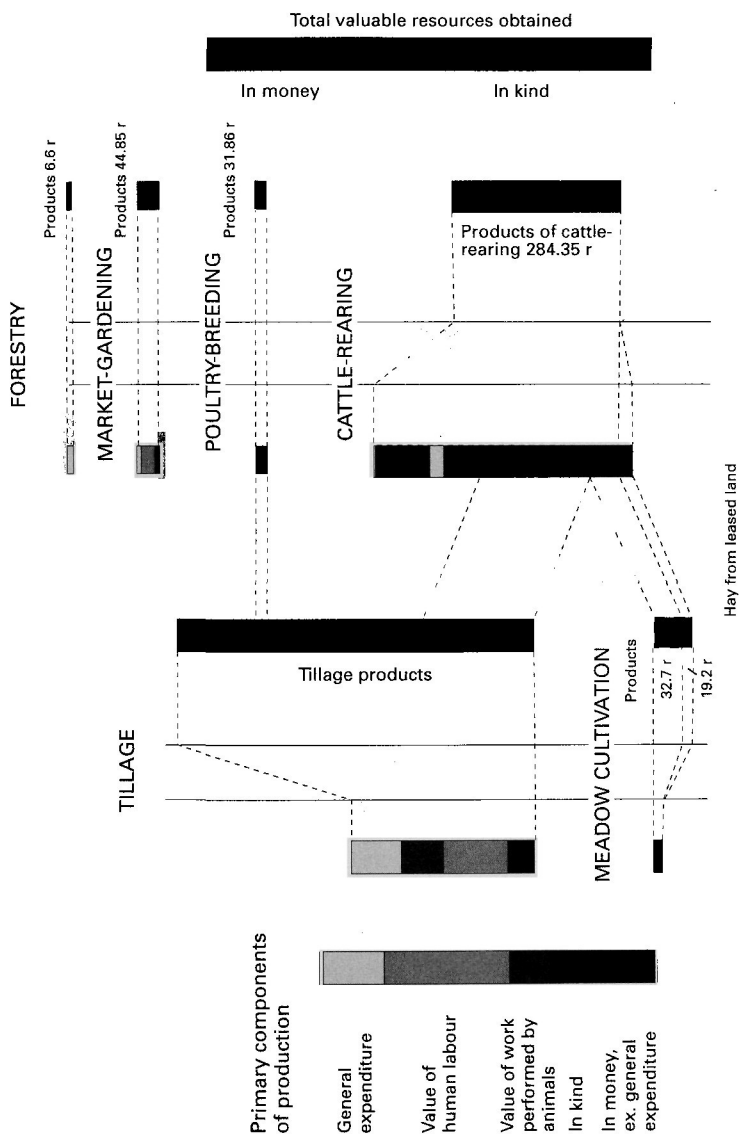 Total valuable resources obtained
In money
In kind
Products 6.6 r
Products 44.85 r
Products 31.86 r
Products of cattle-
rearing 284.35 r
FORESTRY
MARKET-GARDENING
POULTRY-BREEDING
CATTLE-REARING
Tillage products
TILLAGE
MEADOW CULTIVATION
Products
32.7 r
19.2 r
Hay from leased land
Primary components
of production
General
expenditure
Value of
human labour
Value of work
performed by
animals
In kind
In money,
ex. general
expenditure